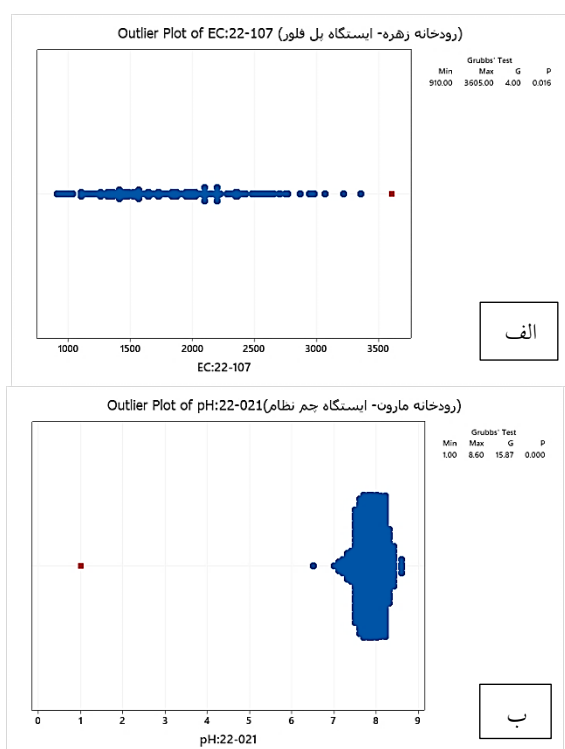 Outlier Plot of EC:22-107 (رودخانه زهره- ایستگاه پل فلور)
Grubbs' Test
Min Max G P
910.00 3605.00 4.00 0.016
1000 1500 2000 2500 3000 3500
EC:22-107
الف
Outlier Plot of pH:22-021(رودخانه مارون- ایستگاه چم نظام)
Grubbs' Test
Min Max G P
1.00 8.60 15.87 0.000
0 1 2 3 4 5 6 7 8 9
pH:22-021
ب